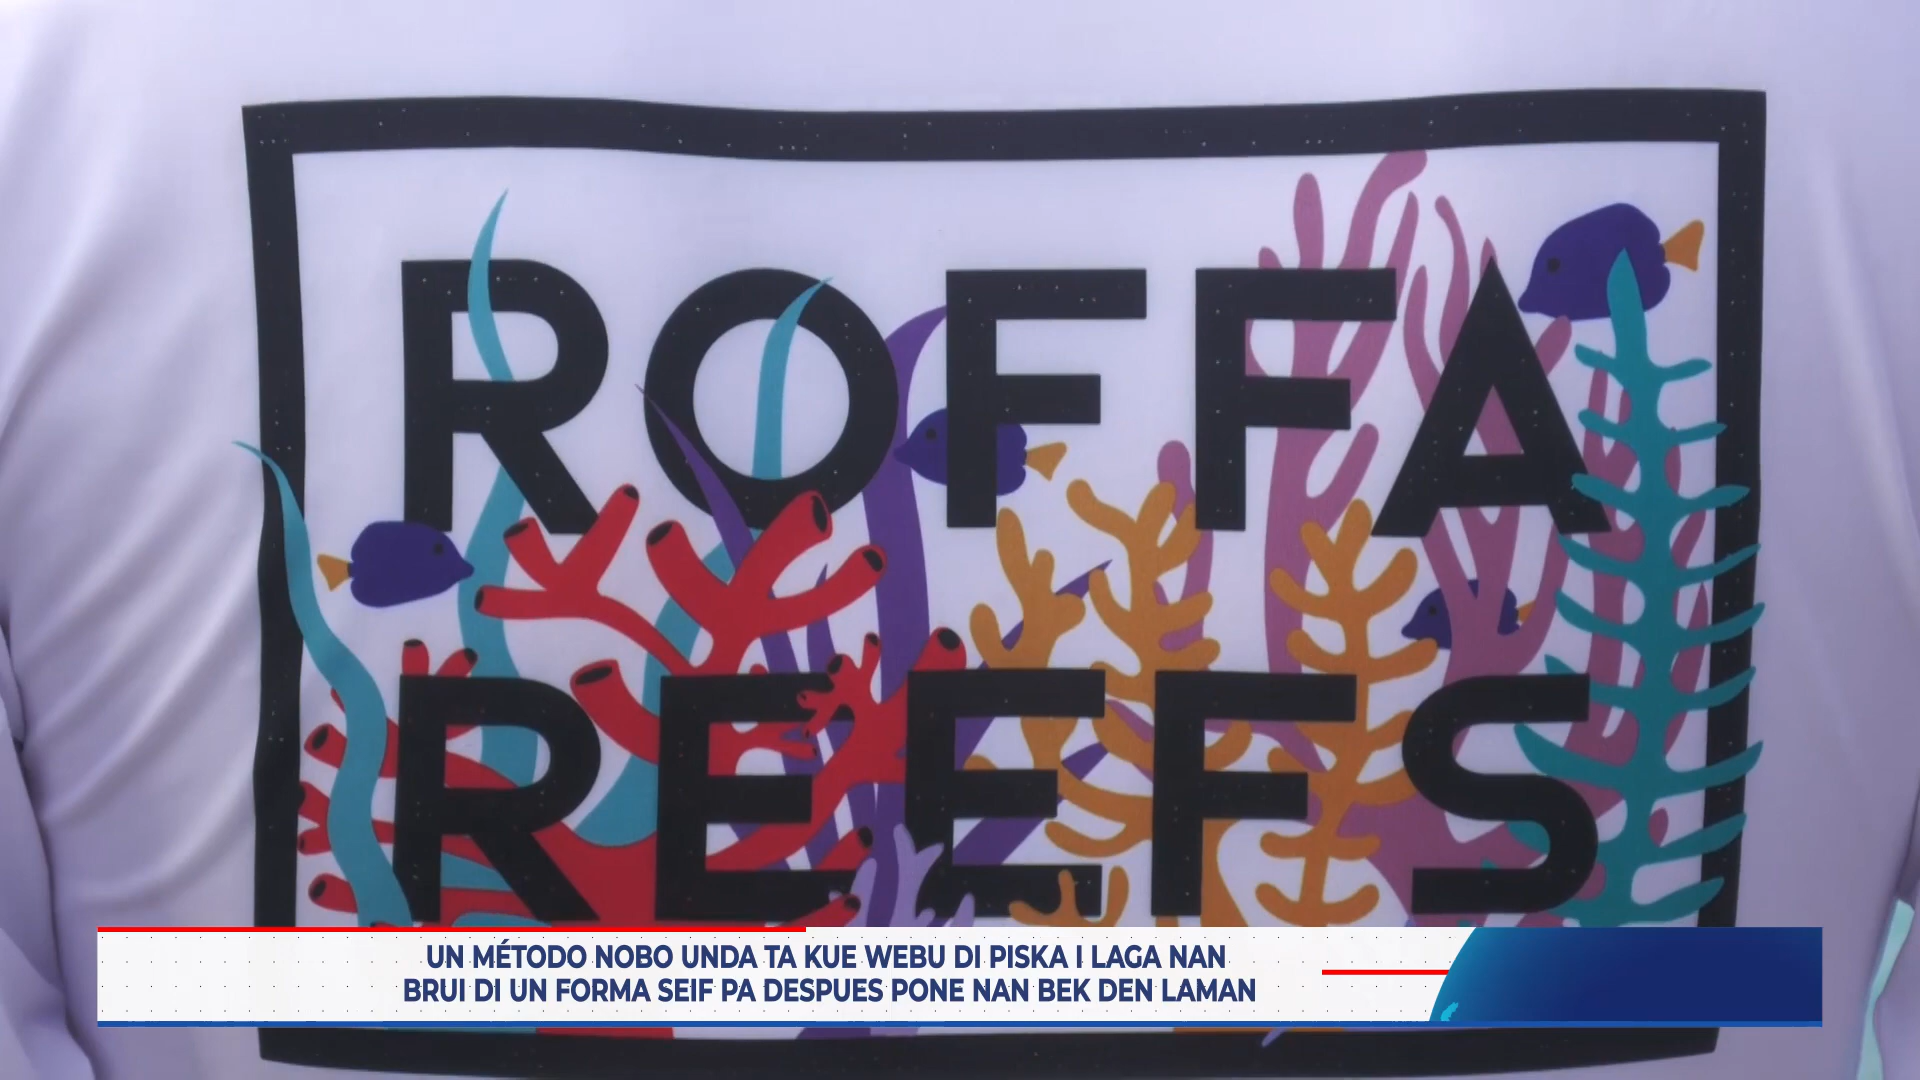 ROFFA
REEFS
UN MÉTODO NOBO UNDA TA KUE WEBU DI PISKA I LAGA NAN
BRUI DI UN FORMA SEIF PA DESPUES PONE NAN BEK DEN LAMAN